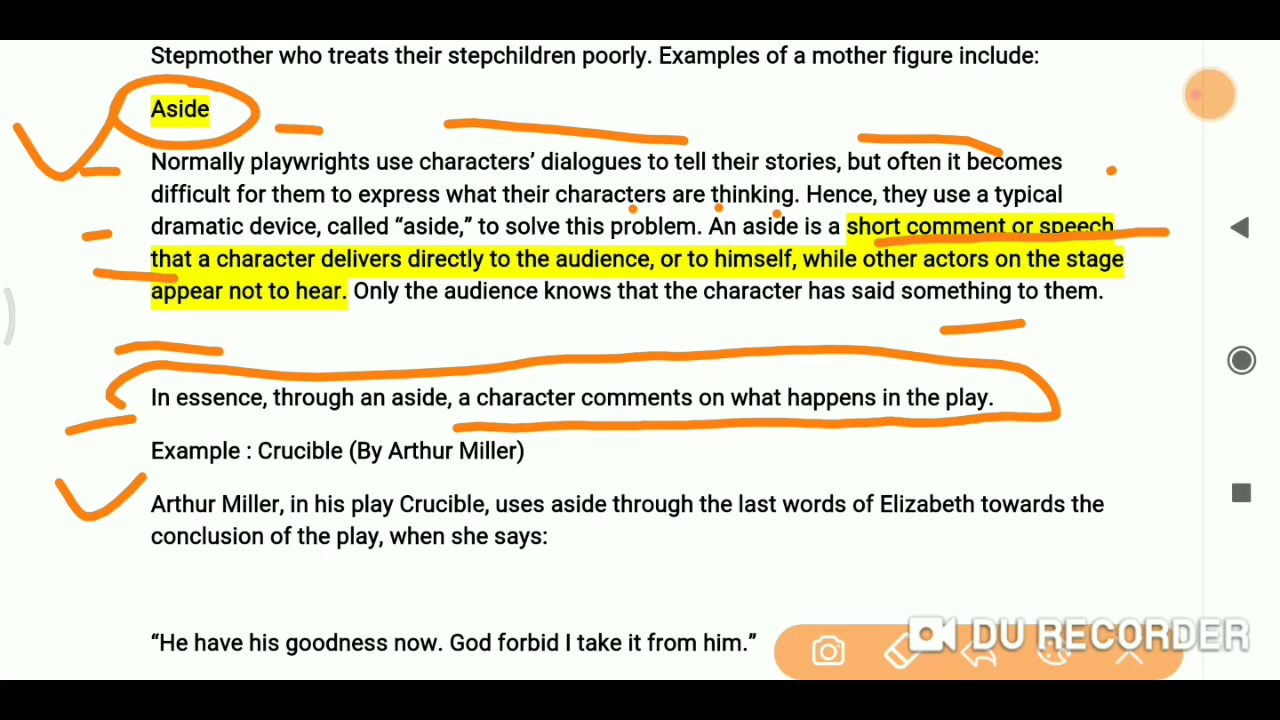 Stepmother who treats their stepchildren poorly. Examples of a mother figure include:
Aside
Normally playwrights use characters’ dialogues to tell their stories, but often it becomes
difficult for them to express what their characters are thinking. Hence, they use a typical
dramatic device, called “aside,” to solve this problem. An aside is a short comment or speech
that a character delivers directly to the audience, or to himself, while other actors on the stage
appear not to hear. Only the audience knows that the character has said something to them.
In essence, through an aside, a character comments on what happens in the play.
Example : Crucible (By Arthur Miller)
Arthur Miller, in his play Crucible, uses aside through the last words of Elizabeth towards the
conclusion of the play, when she says:
“He have his goodness now. God forbid I take it from him.”
DU RECORDER